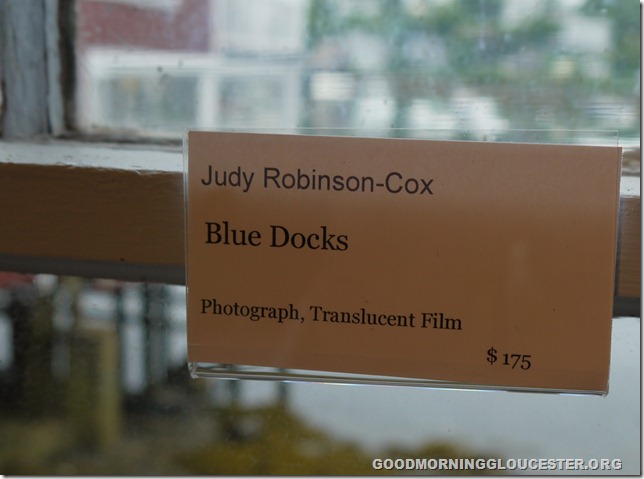 Judy Robinson-Cox
Blue Docks
Photograph, Translucent Film
$ 175
GOODMORNINGGLOUCESTER.ORG